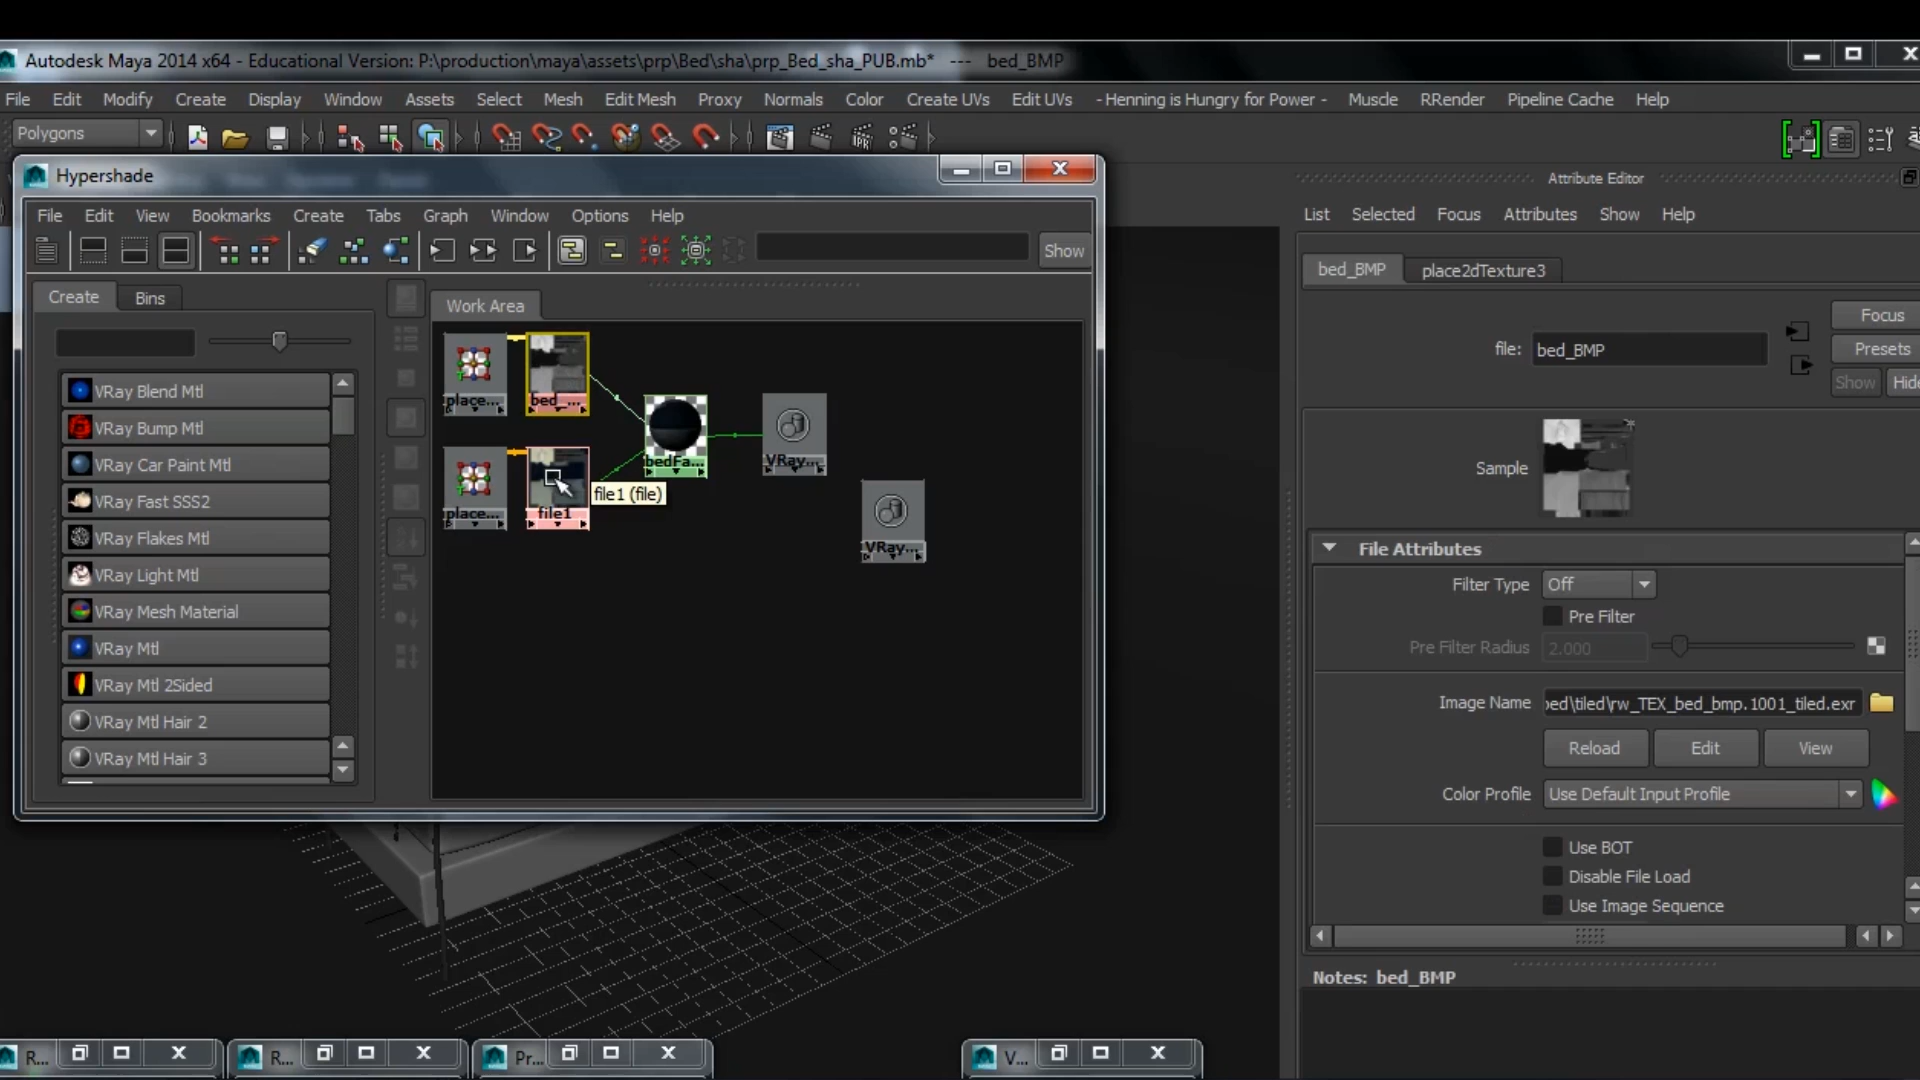 Autodesk Maya 2014 x64 - Educational Version: P:\production\maya\assets\prp\Bed\sha\prp_Bed_sha_PUB.mb* --- bed_BMP
File Edit Modify Create Display Window Assets Select Mesh Edit Mesh Proxy Normals Color Create UVs Edit UVs - Henning is Hungry for Power - Muscle RRender Pipeline Cache Help
Polygons
IPR
Hypershade
File Edit View Bookmarks Create Tabs Graph Window Options Help
Show
Create Bins
Work Area
VRay Blend Mtl
VRay Bump Mtl
VRay Car Paint Mtl
VRay Fast SSS2
VRay Flakes Mtl
VRay Light Mtl
VRay Mesh Material
VRay Mtl
VRay Mtl 2Sided
VRay Mtl Hair 2
VRay Mtl Hair 3
place...
bed_...
bedFa...
VRay...
place...
file1
file1 (file)
VRay...
Attribute Editor
List Selected Focus Attributes Show Help
bed_BMP place2dTexture3
Focus
file: bed_BMP
Presets
Show Hide
Sample
File Attributes
Filter Type Off
Pre Filter
Pre Filter Radius 2.000
Image Name bed\tiled\rw_TEX_bed_bmp.1001_tiled.exr
Reload Edit View
Color Profile Use Default Input Profile
Use BOT
Disable File Load
Use Image Sequence
Notes: bed_BMP
R...
R...
Pr...
V...